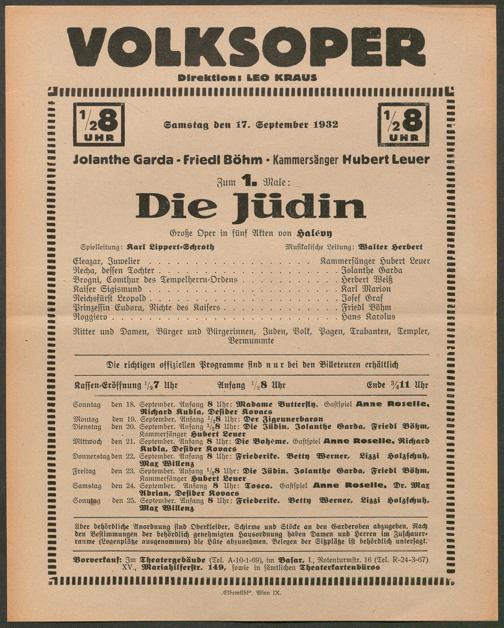 VOLKSOPER
Direktion: LEO KRAUS
1/2 8 UHR
Samstag den 17. September 1932
1/2 8 UHR
Jolanthe Garda - Friedl Böhm - Kammersänger Hubert Leuer
Zum 1. Male:
Die Jüdin
Große Oper in fünf Akten von Halévy
Spielleitung: Karl Lippert-Schroth Musikalische Leitung: Walter Herbert
Eleazar, Juwelier . . . Kammersänger Hubert Leuer
Recha, dessen Tochter . . . Jolanthe Garda
Brogni, Comthur des Tempelherrn-Ordens . . . Herbert Weiß
Kaiser Sigismund . . . Karl Marion
Reichsfürst Leopold . . . Josef Graf
Prinzessin Eudora, Nichte des Kaisers . . . Friedl Böhm
Roggiero . . . Hans Karolus
Ritter und Damen, Bürger und Bürgerinnen, Juden, Volk, Pagen, Trabanten, Templer,
Vermummte
Die richtigen offiziellen Programme sind nur bei den Billeteuren erhältlich
Kassen-Eröffnung 1/2 7 Uhr Anfang 1/2 8 Uhr Ende 3/4 11 Uhr
Sonntag den 18. September. Anfang 8 Uhr: Madame Butterfly. Gastspiel Anne Roselle,
Richard Kubla, Desider Kovacs
Montag den 19. September. Anfang 1/2 8 Uhr: Der Zigeunerbaron
Dienstag den 20. September. Anfang 1/2 8 Uhr: Die Jüdin. Jolanthe Garda, Friedl Böhm,
Kammersänger Hubert Leuer
Mittwoch den 21. September. Anfang 8 Uhr: Die Bohème. Gastspiel Anne Roselle, Richard
Kubla, Desider Kovacs
Donnerstag den 22. September. Anfang 8 Uhr: Friederike. Betty Werner, Lizzi Holzschuh,
Max Willenz
Freitag den 23. September. Anfang 1/2 8 Uhr: Die Jüdin. Jolanthe Garda, Friedl Böhm,
Kammersänger Hubert Leuer
Samstag den 24. September. Anfang 8 Uhr: Tosca. Gastspiel Anne Roselle, Dr. Max
Adrian, Desider Kovacs
Sonntag den 25. September. Anfang 8 Uhr: Friederike. Betty Werner, Lizzi Holzschuh,
Max Willenz
Über behördliche Anordnung sind Oberkleider, Schirme und Stöcke an den Garderoben abzugeben. Nach
den Bestimmungen der behördlich genehmigten Hausordnung haben Damen und Herren im Zuschauer-
raume (Logenplätze ausgenommen) die Hüte abzunehmen. Belegen der Sitzplätze ist behördlich untersagt.
Vorverkauf: Im Theatergebäude (Tel. A-10-1-69), im Basar, I., Rotenturmstr. 16 (Tel. R-24-3-67)
XV., Mariahilferstr. 149, sowie in sämtlichen Theaterkartenbüros
„Elbemühl“, Wien IX.